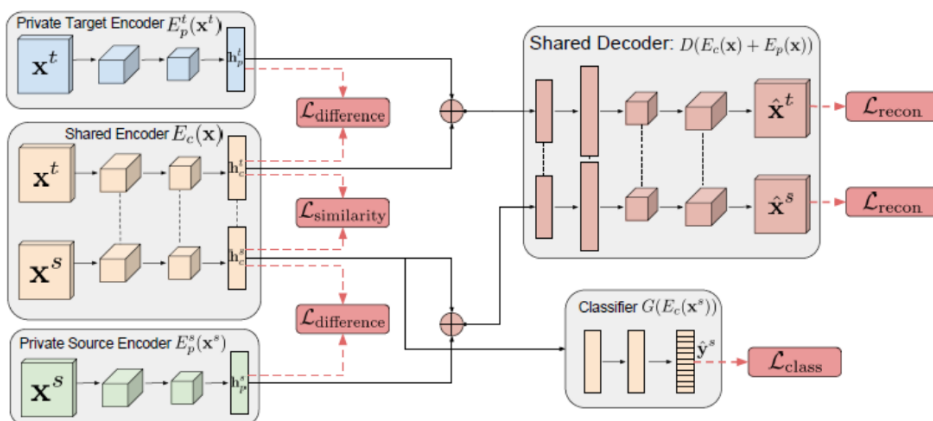 Private Target Encoder E_p^t(x^t)
x^t
h_p^t
Shared Encoder E_c(x)
x^t
h_c^t
x^s
h_c^s
Private Source Encoder E_p^s(x^s)
x^s
h_p^s
ℒ_difference
ℒ_similarity
ℒ_difference
Shared Decoder: D(E_c(x) + E_p(x))
x̂^t
ℒ_recon
x̂^s
ℒ_recon
Classifier G(E_c(x^s))
ŷ^s
ℒ_class